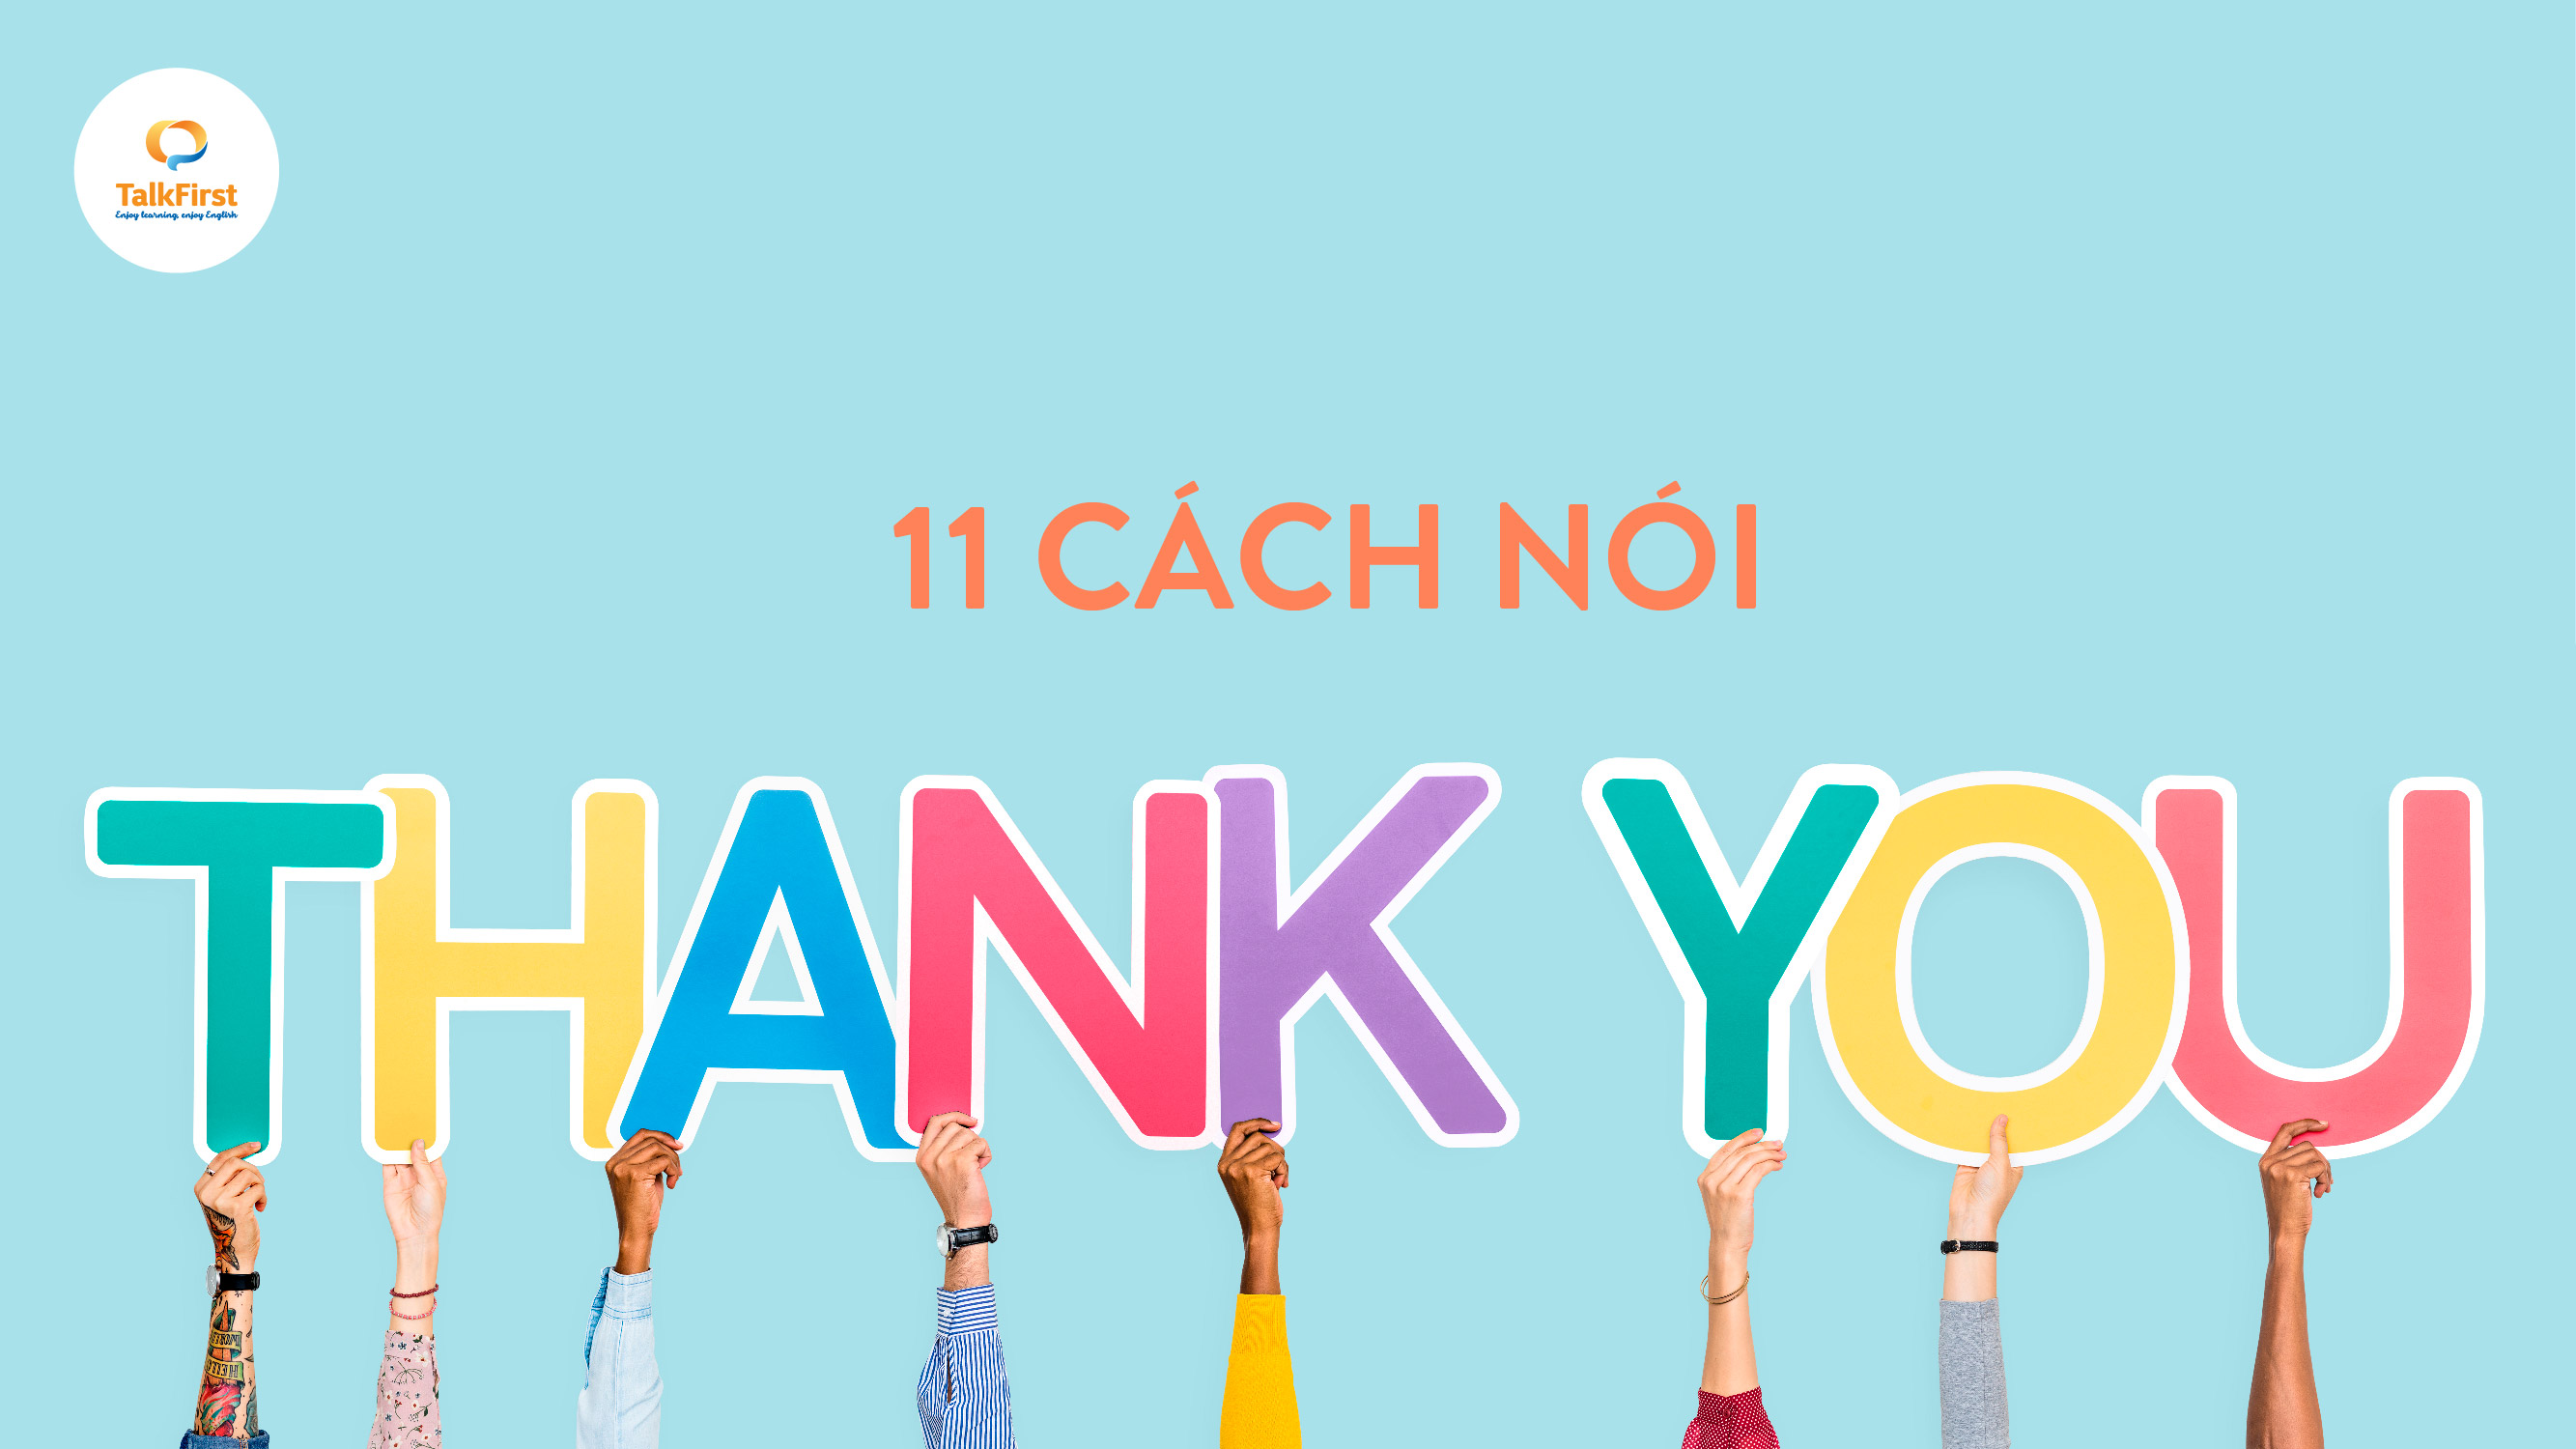 TalkFirst
Enjoy learning, enjoy English
11 CÁCH NÓI
THANK YOU